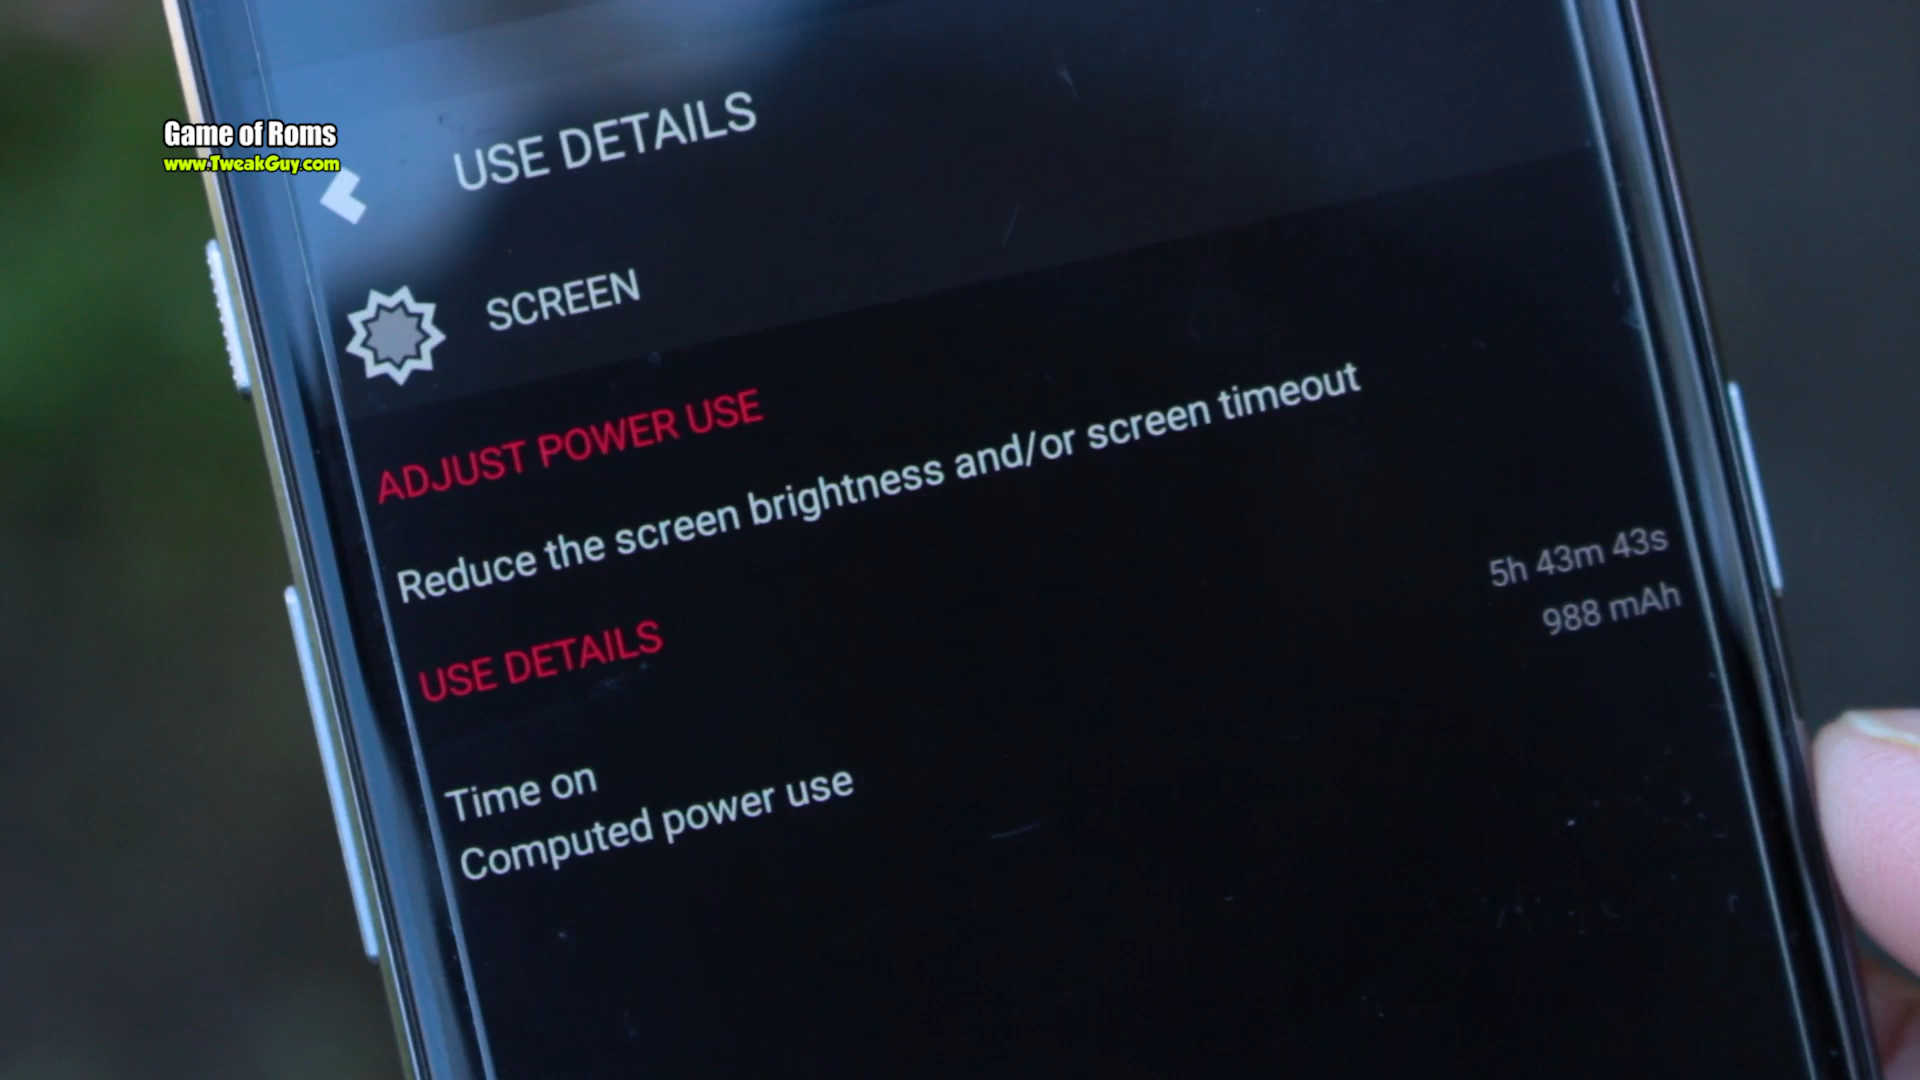 Game of Roms
www.TweakGuy.com
USE DETAILS
SCREEN
ADJUST POWER USE
Reduce the screen brightness and/or screen timeout
USE DETAILS
Time on 5h 43m 43s
Computed power use 988 mAh